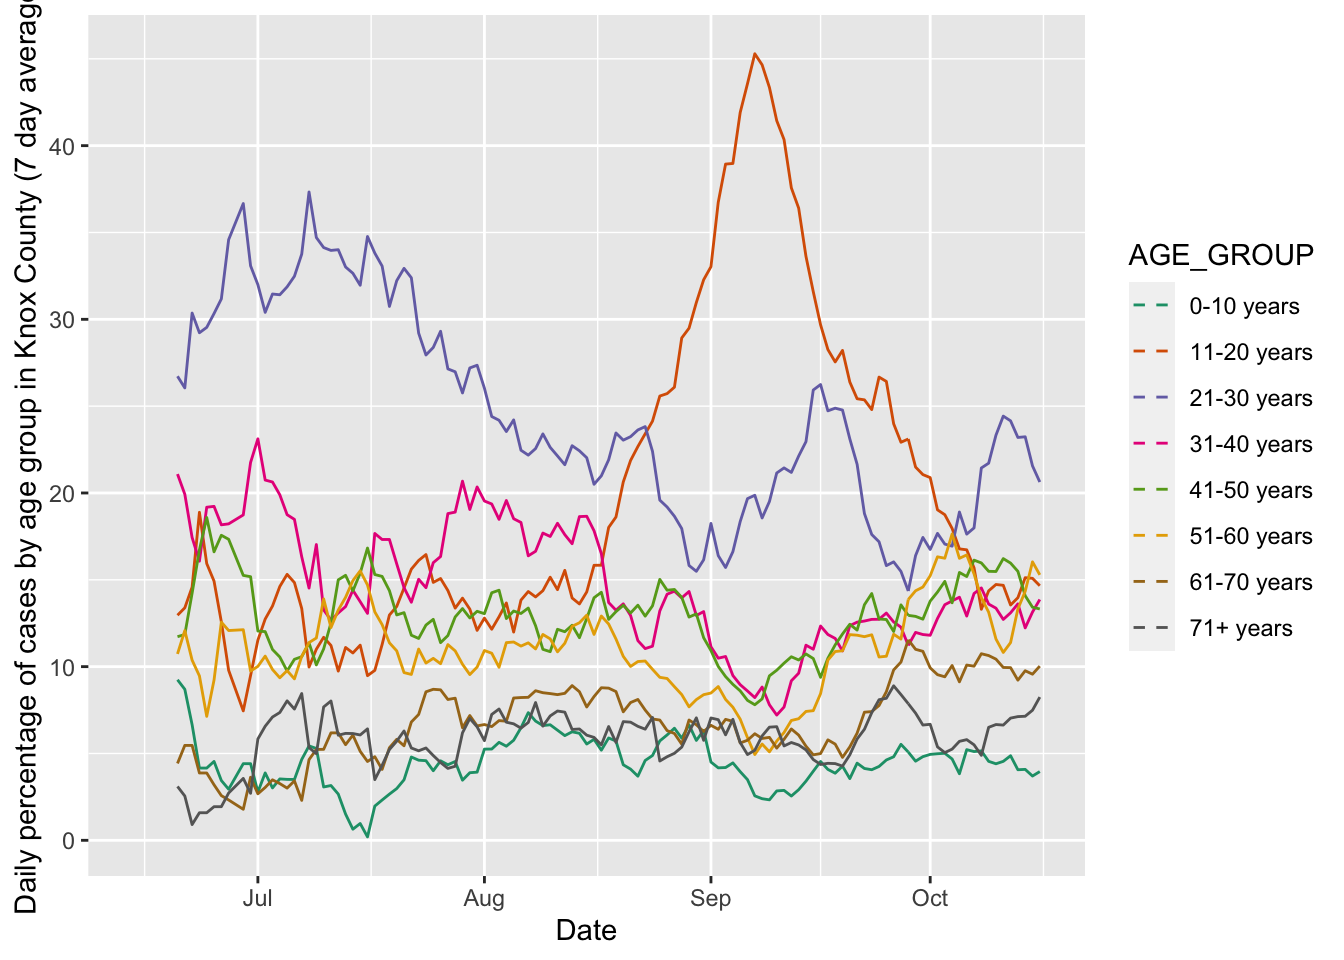 Daily percentage of cases by age group in Knox County (7 day average
40
30
20
10
0
Jul Aug Sep Oct
Date
AGE_GROUP
0-10 years
11-20 years
21-30 years
31-40 years
41-50 years
51-60 years
61-70 years
71+ years